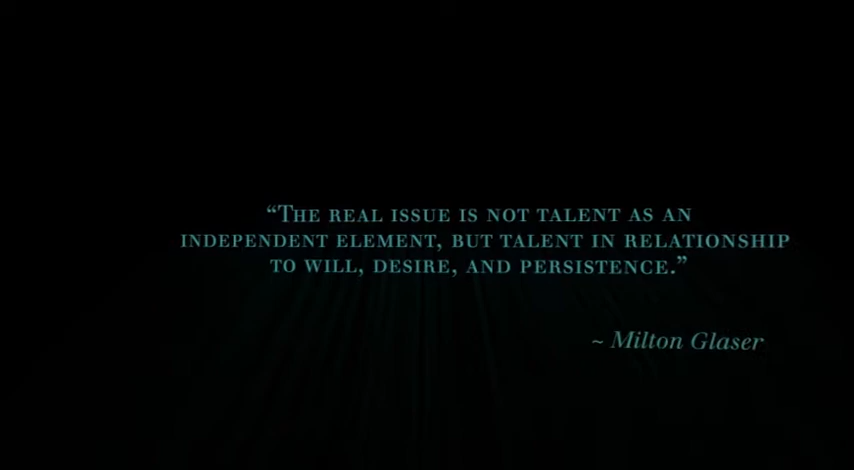 “The real issue is not talent as an
independent element, but talent in relationship
to will, desire, and persistence.”
~ Milton Glaser